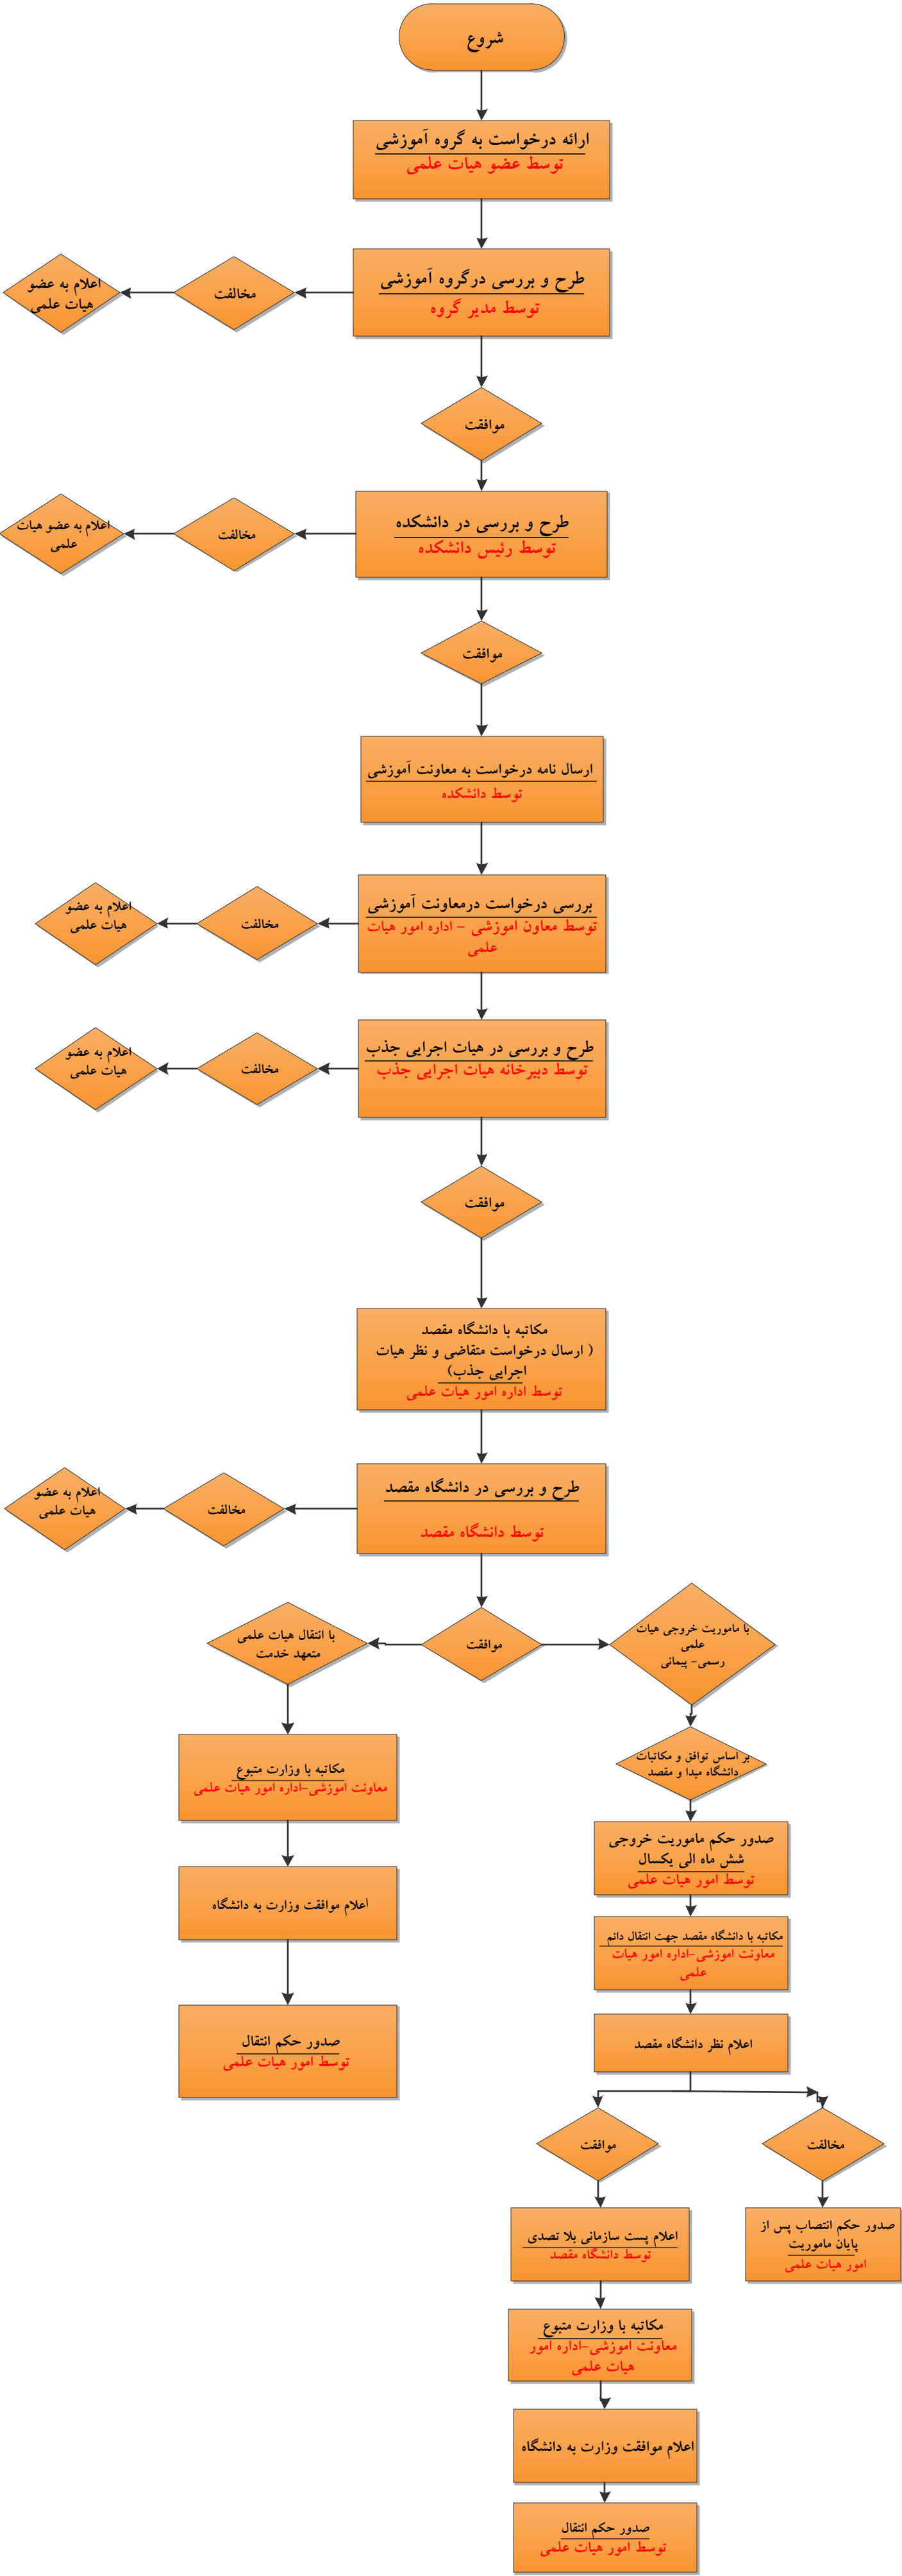 شروع
ارائه درخواست به گروه آموزشی
توسط عضو هیات علمی
طرح و بررسی درگروه آموزشی
توسط مدیر گروه
مخالفت
اعلام به عضو
هیات علمی
موافقت
طرح و بررسی در دانشکده
توسط رئیس دانشکده
مخالفت
اعلام به عضو هیات
علمی
موافقت
ارسال نامه درخواست به معاونت آموزشی
توسط دانشکده
بررسی درخواست درمعاونت آموزشی
توسط معاون اموزشی – اداره امور هیات
علمی
مخالفت
اعلام به عضو
هیات علمی
طرح و بررسی در هیات اجرایی جذب
توسط دبیرخانه هیات اجرایی جذب
مخالفت
اعلام به عضو
هیات علمی
موافقت
مکاتبه با دانشگاه مقصد
( ارسال درخواست متقاضی و نظر هیات
اجرایی جذب)
توسط اداره امور هیات علمی
طرح و بررسی در دانشگاه مقصد
توسط دانشگاه مقصد
مخالفت
اعلام به عضو
هیات علمی
موافقت
با ماموریت خروجی هیات
علمی
رسمی- پیمانی
بر اساس توافق و مکاتبات
دانشگاه مبدا و مقصد
صدور حکم ماموریت خروجی
شش ماه الی یکسال
توسط امور هیات علمی
مکاتبه با دانشگاه مقصد جهت انتقال دائم
معاونت اموزشی-اداره امور هیات
علمی
اعلام نظر دانشگاه مقصد
مخالفت
صدور حکم انتصاب پس از
پایان ماموریت
امور هیات علمی
موافقت
اعلام پست سازمانی بلا تصدی
توسط دانشگاه مقصد
مکاتبه با وزارت متبوع
معاونت اموزشی-اداره امور
هیات علمی
اعلام موافقت وزارت به دانشگاه
صدور حکم انتقال
توسط امور هیات علمی
با انتقال هیات علمی
متعهد خدمت
مکاتبه با وزارت متبوع
معاونت اموزشی-اداره امور هیات علمی
اعلام موافقت وزارت به دانشگاه
صدور حکم انتقال
توسط امور هیات علمی